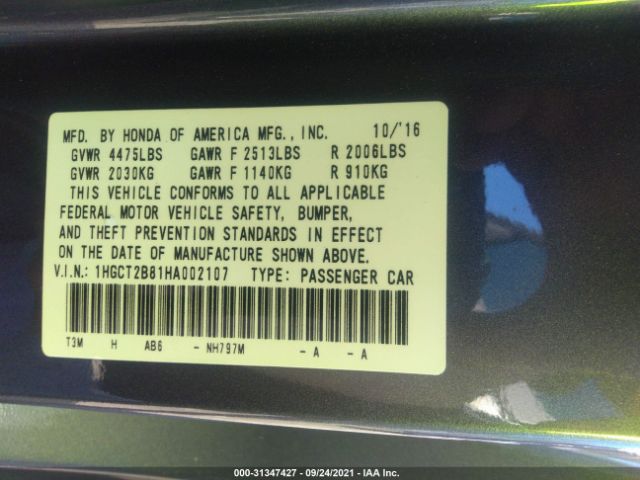 MFD. BY HONDA OF AMERICA MFG., INC. 10/'16
GVWR 4475LBS GAWR F 2513LBS R 2006LBS
GVWR 2030KG GAWR F 1140KG R 910KG
THIS VEHICLE CONFORMS TO ALL APPLICABLE
FEDERAL MOTOR VEHICLE SAFETY, BUMPER,
AND THEFT PREVENTION STANDARDS IN EFFECT
ON THE DATE OF MANUFACTURE SHOWN ABOVE.
V.I.N.: 1HGCT2B81HA002107 TYPE: PASSENGER CAR
T3M H AB6 - NH797M - A - A
000-31347427 - 09/24/2021 - IAA Inc.